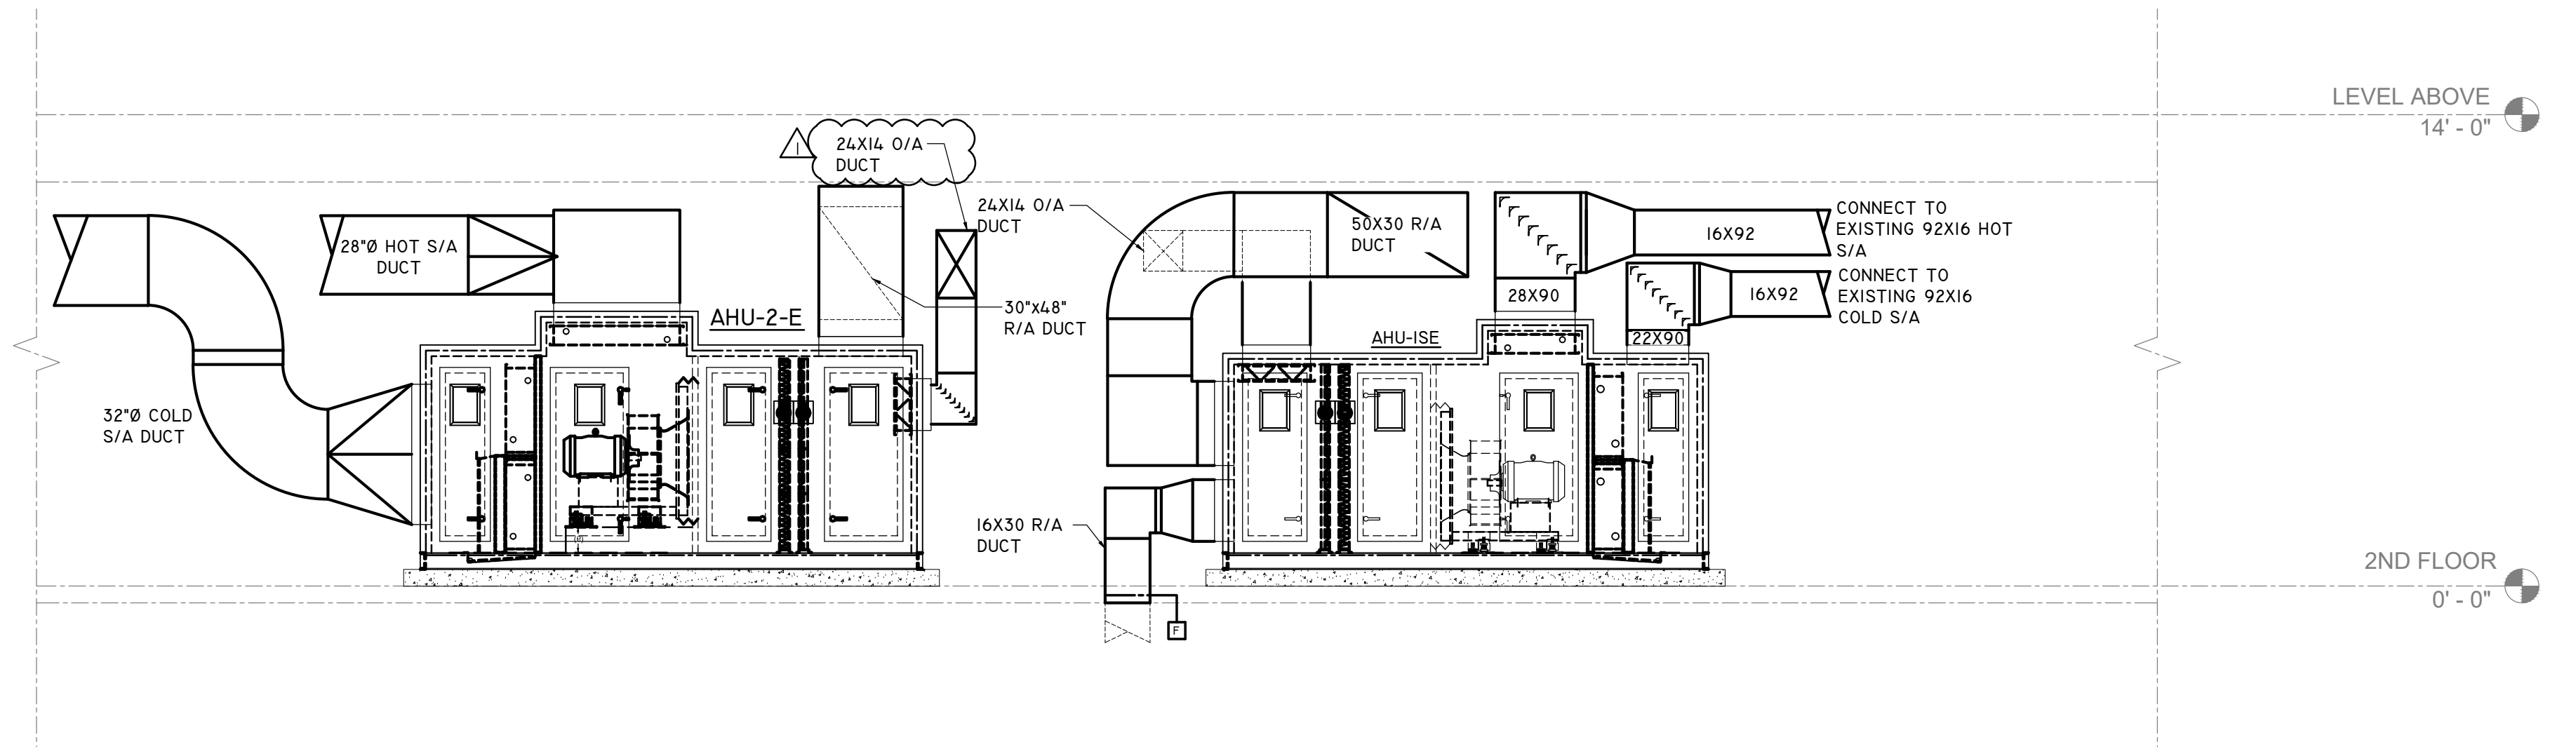 LEVEL ABOVE
14' - 0"
1
24X14 O/A
DUCT
24X14 O/A
DUCT
28"Ø HOT S/A
DUCT
50X30 R/A
DUCT
CONNECT TO
EXISTING 92X16 HOT
S/A
16X92
CONNECT TO
EXISTING 92X16
COLD S/A
16X92
28X90
22X90
AHU-2-E
30"x48"
R/A DUCT
AHU-1SE
32"Ø COLD
S/A DUCT
16X30 R/A
DUCT
F
2ND FLOOR
0' - 0"